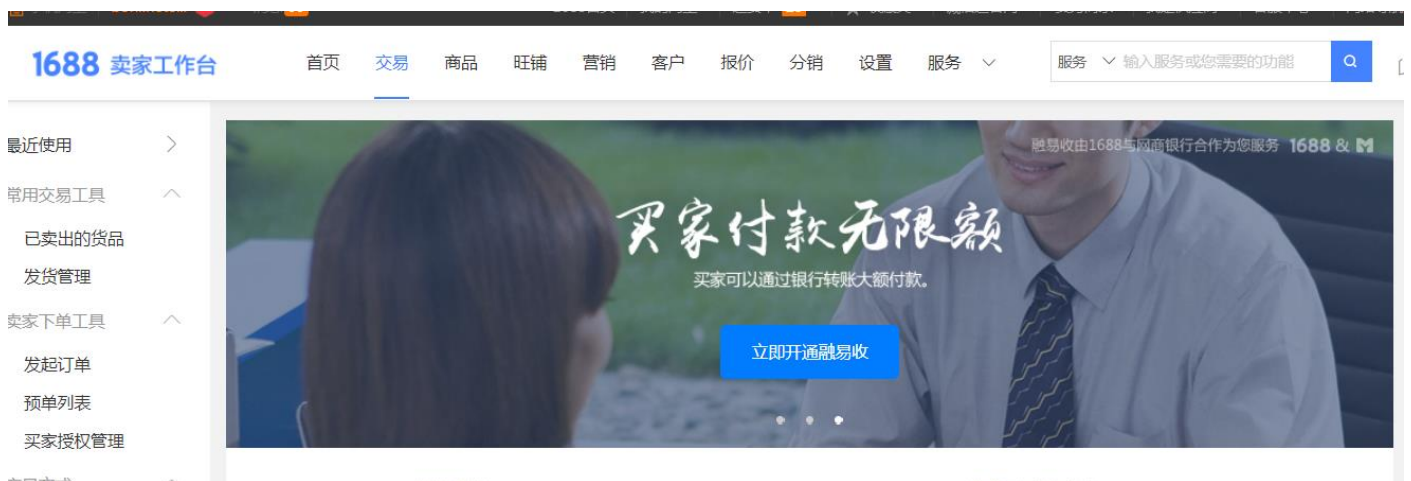 1688 卖家工作台
首页 交易 商品 旺铺 营销 客户 报价 分销 设置 服务
服务 输入服务或您需要的功能
最近使用
常用交易工具
已卖出的货品
发货管理
卖家下单工具
发起订单
预单列表
买家授权管理
融易收由1688与网商银行合作为您服务 1688 &
买家付款无限额
买家可以通过银行转账大额付款。
立即开通融易收